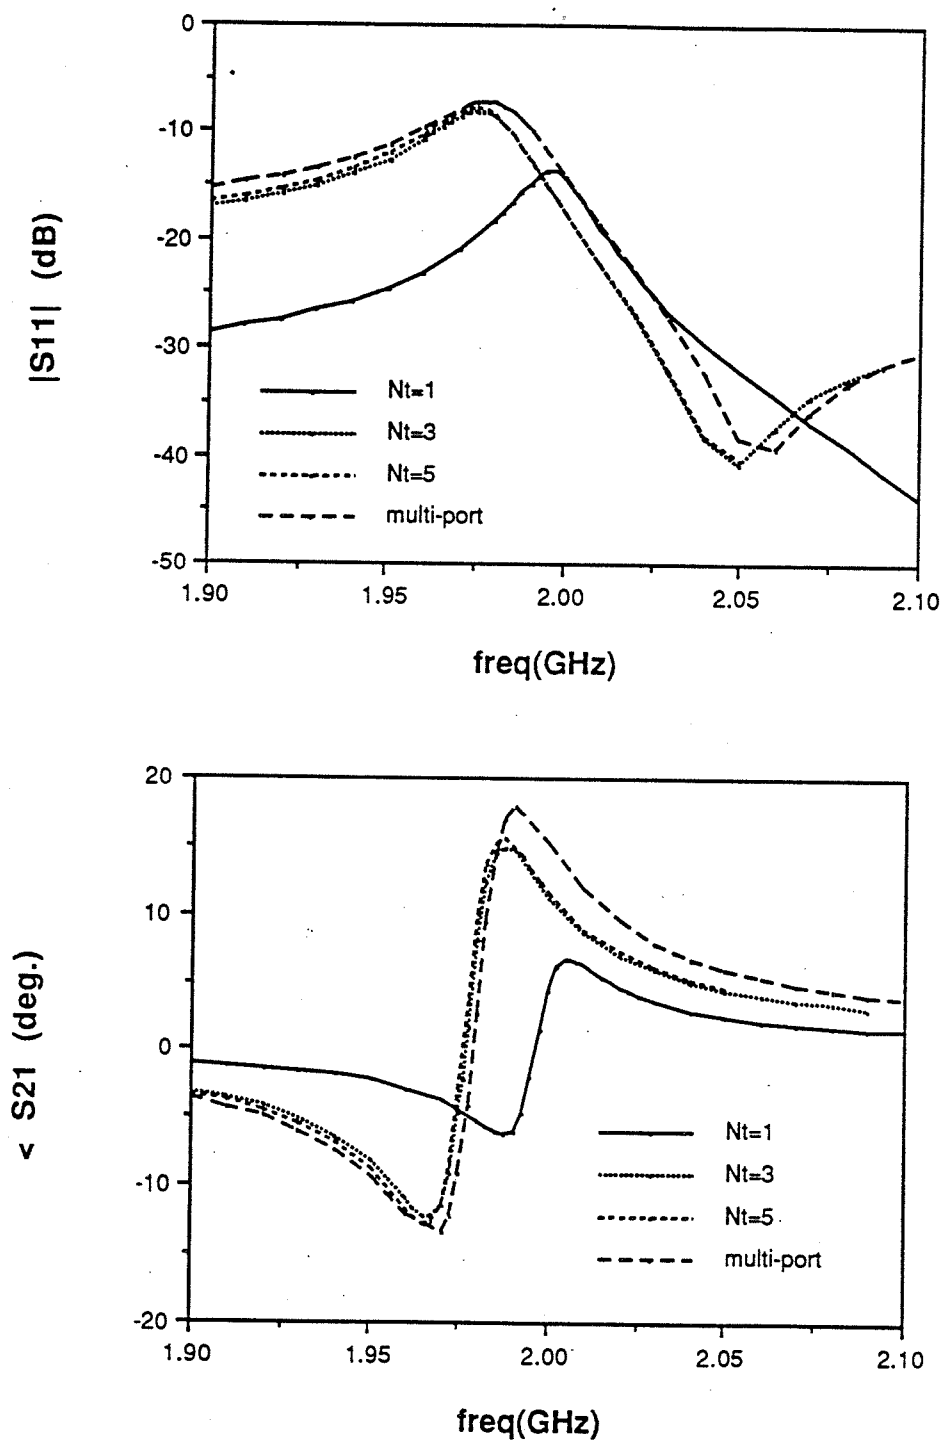 0
-10
-20
-30
-40
-50
|S11| (dB)
Nt=1
Nt=3
Nt=5
multi-port
1.90 1.95 2.00 2.05 2.10
freq(GHz)
20
10
0
-10
-20
< S21 (deg.)
Nt=1
Nt=3
Nt=5
multi-port
1.90 1.95 2.00 2.05 2.10
freq(GHz)